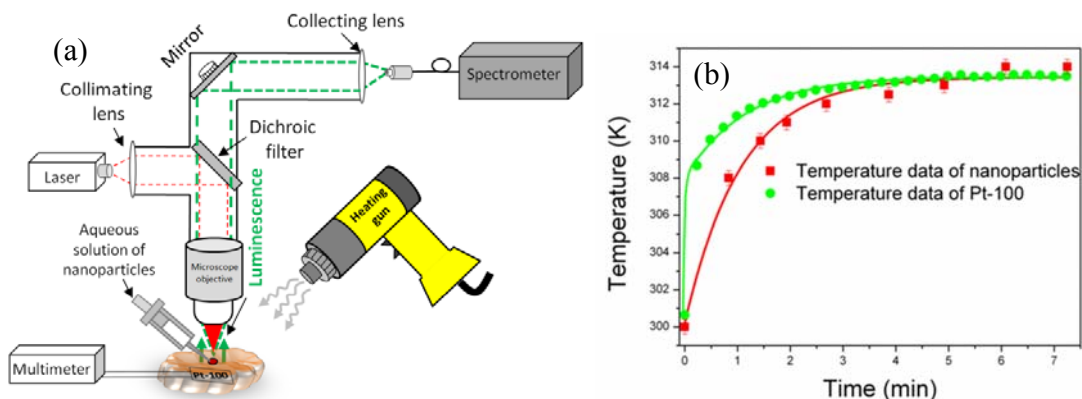 (a)
Mirror
Collecting lens
Spectrometer
Collimating
lens
Dichroic
filter
Laser
Luminescence
Heating
gun
Aqueous
solution of
nanoparticles
Microscope
objective
Multimeter
Pt-100
(b)
Temperature (K)
314
312
310
308
306
304
302
300
Temperature data of nanoparticles
Temperature data of Pt-100
0 1 2 3 4 5 6 7
Time (min)